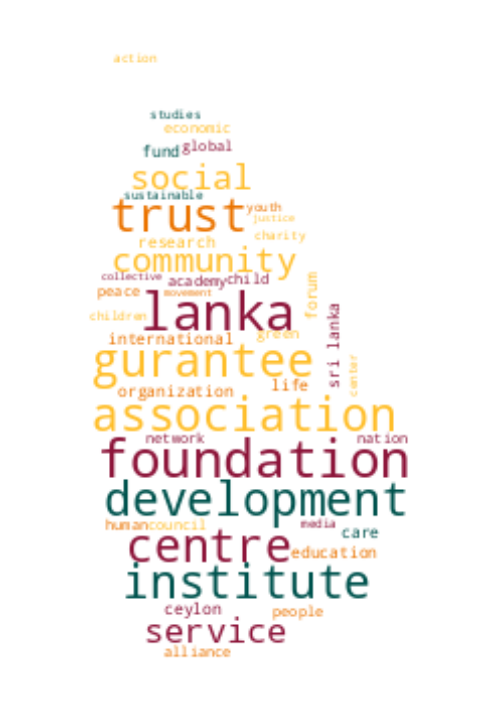 action
studies
economic
fund global
social
sustainable
trust youth
justice
research charity
community
collective academy child
peace movement forum
lanka sri lanka
children
international green
gurantee center
organization life
association
network nation
foundation
development
human council media
care
centre education
institute
ceylon people
service
alliance